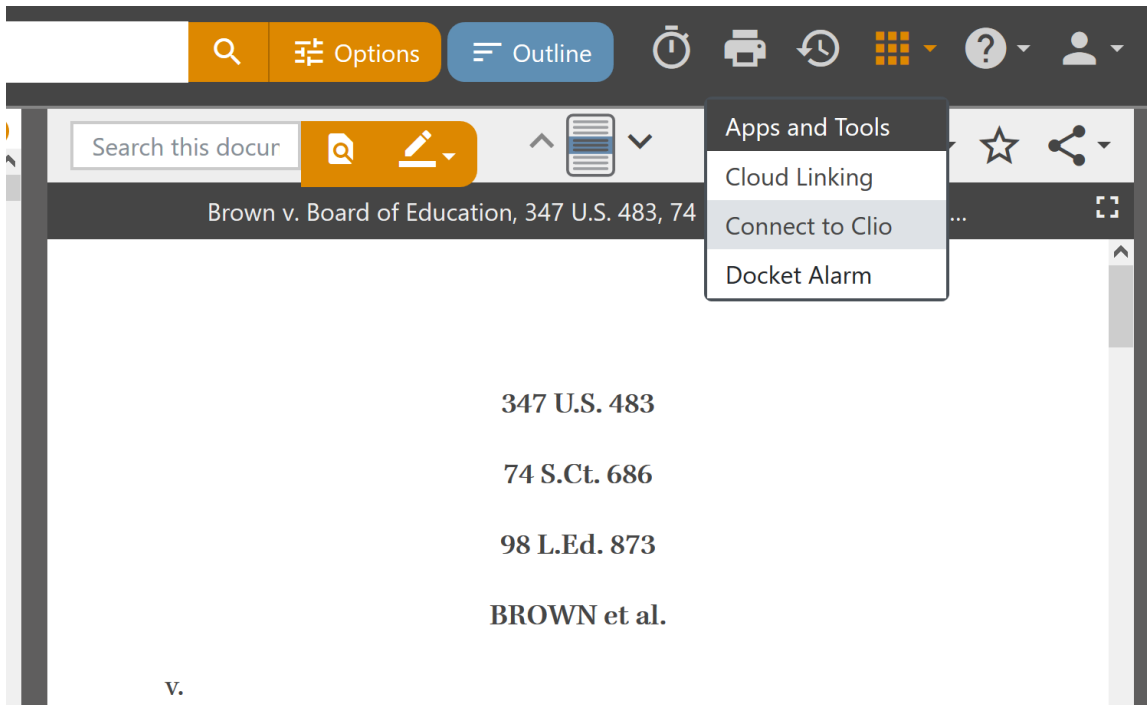 Options
Outline
Apps and Tools
Search this docur
Cloud Linking
Brown v. Board of Education, 347 U.S. 483, 74
...
Connect to Clio
Docket Alarm
347 U.S. 483
74 S.Ct. 686
98 L.Ed. 873
BROWN et al.
v.